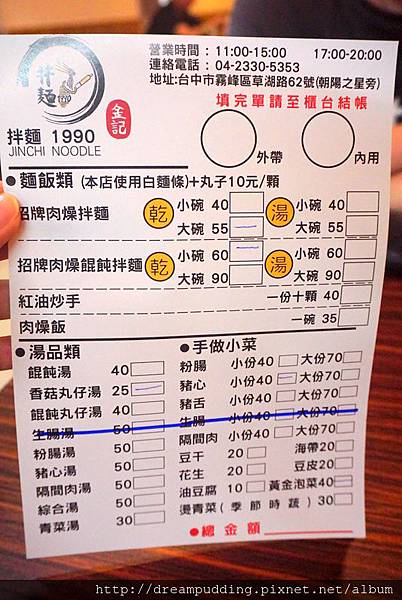 營業時間：11:00-15:00 17:00-20:00
連絡電話：04-2330-5353
地址:台中市霧峰區草湖路62號(朝陽之星旁)
填完單請至櫃台結帳
拌麵
1990
金記
拌麵 1990
JINCHI NOODLE
外帶 內用
●麵飯類 (本店使用白麵條)+丸子10元/顆
招牌肉燥拌麵 乾 小碗 40 湯 小碗 40
大碗 55 大碗 55
招牌肉燥餛飩拌麵 乾 小碗 60 湯 小碗 60
大碗 90 大碗 90
紅油炒手 一份十顆 40
肉燥飯 一碗 35
●湯品類
餛飩湯 40
香菇丸仔湯 25
餛飩丸仔湯 40
生腸湯 50
粉腸湯 50
豬心湯 50
隔間肉湯 50
綜合湯 50
青菜湯 30
●手做小菜
粉腸 小份40 大份70
豬心 小份40 大份70
豬舌 小份40 大份70
生腸 小份40 大份70
隔間肉 小份40 大份70
豆干 20 海帶20
花生 20 豆皮20
油豆腐 10 黃金泡菜40
燙青菜(季節時蔬)30
●總金額
http://dreampudding.pixnet.net/album